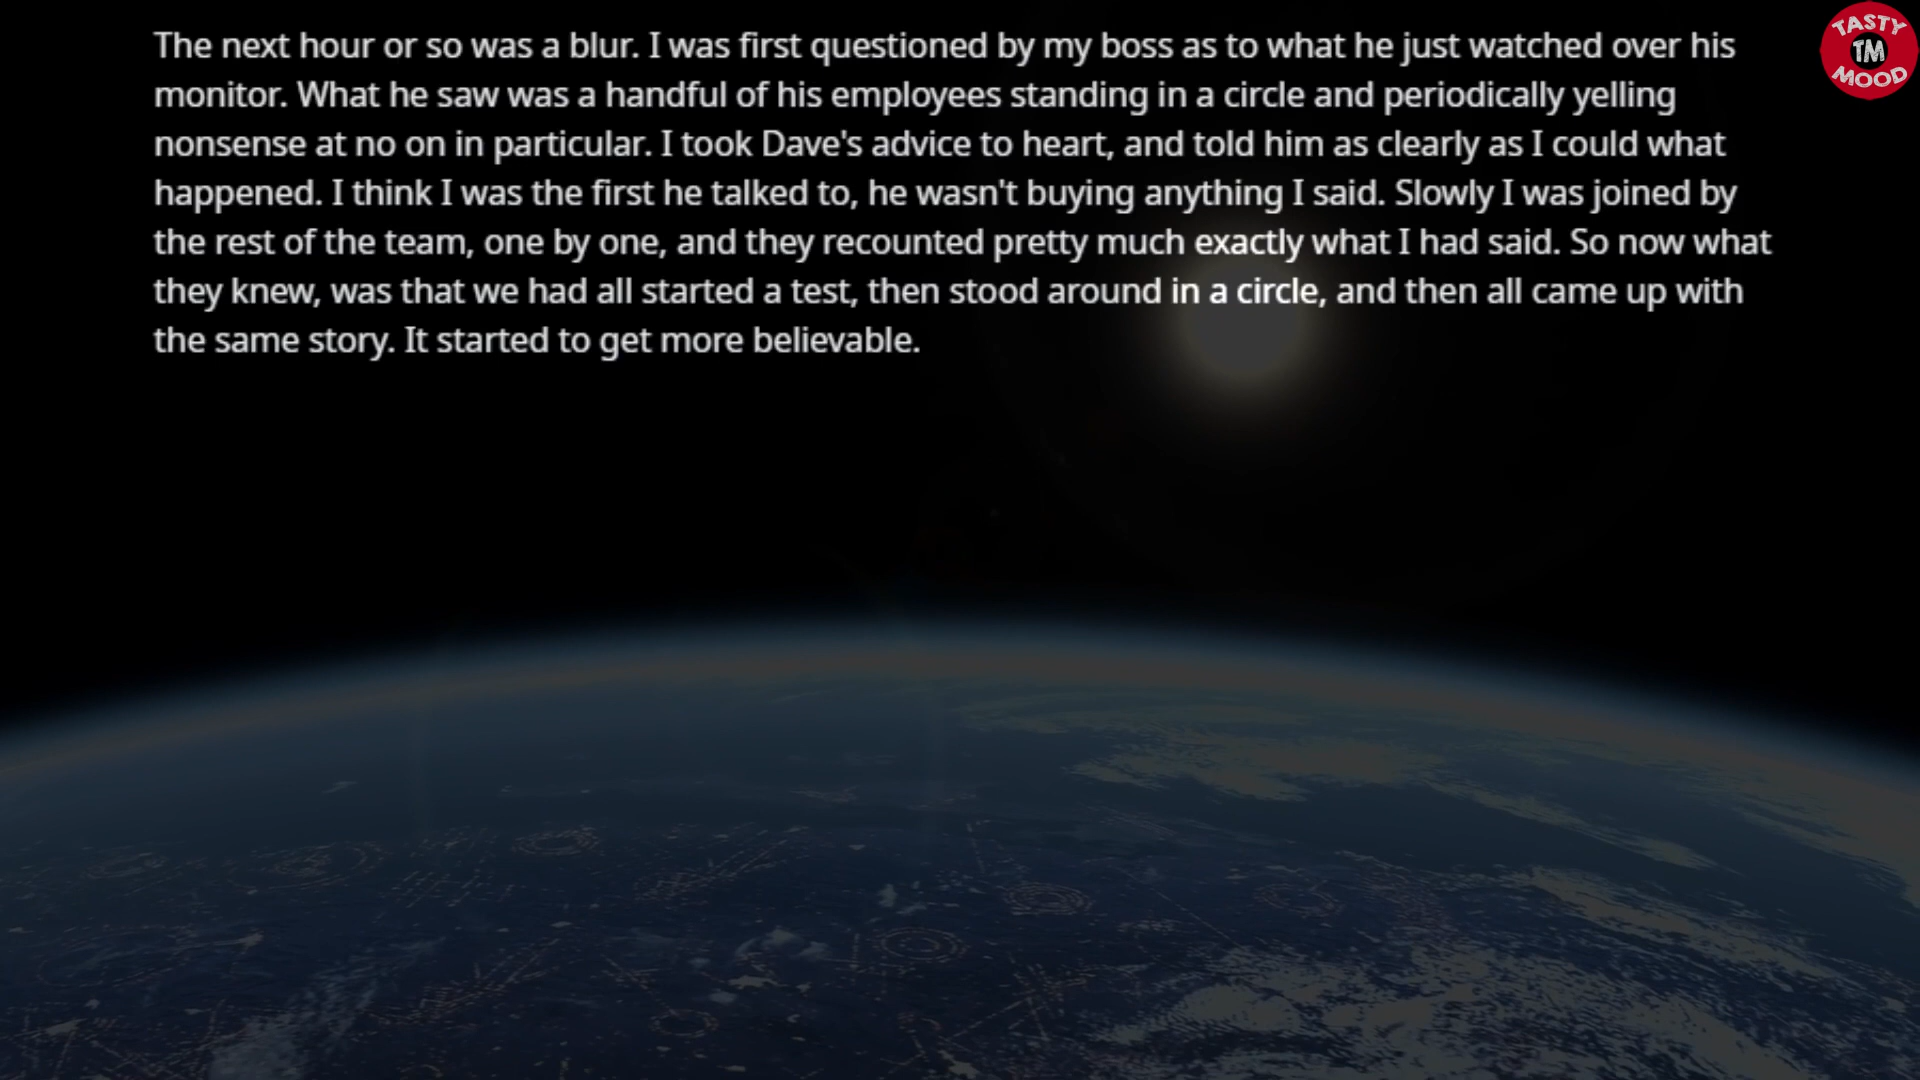 The next hour or so was a blur. I was first questioned by my boss as to what he just watched over his
monitor. What he saw was a handful of his employees standing in a circle and periodically yelling
nonsense at no on in particular. I took Dave's advice to heart, and told him as clearly as I could what
happened. I think I was the first he talked to, he wasn't buying anything I said. Slowly I was joined by
the rest of the team, one by one, and they recounted pretty much exactly what I had said. So now what
they knew, was that we had all started a test, then stood around in a circle, and then all came up with
the same story. It started to get more believable.
TASTY
TM
MOOD